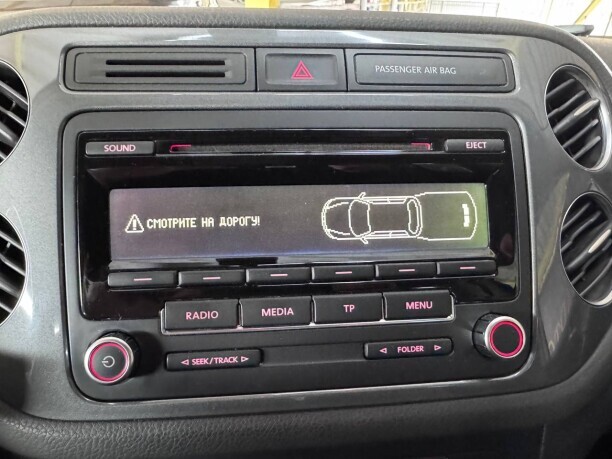 PASSENGER AIR BAG
SOUND
EJECT
СМОТРИТЕ НА ДОРОГУ!
RADIO
MEDIA
TP
MENU
SEEK/TRACK
FOLDER